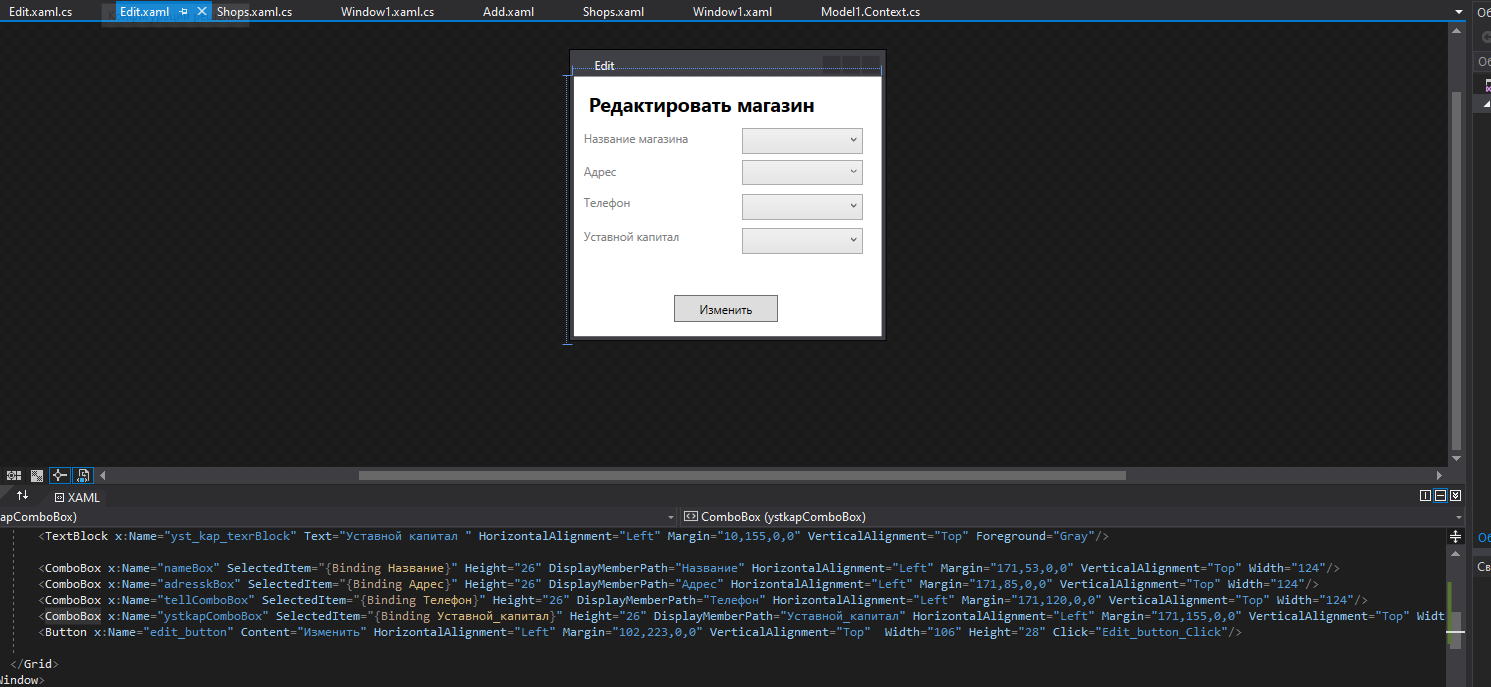 Edit.xaml.cs Edit.xaml Shops.xaml.cs Window1.xaml.cs Add.xaml Shops.xaml Window1.xaml Model1.Context.cs
Об
Edit
Редактировать магазин
Название магазина
Адрес
Телефон
Уставной капитал
Изменить
XAML
apComboBox) ComboBox (ystkapComboBox)
<TextBlock x:Name="yst_kap_texrBlock" Text="Уставной капитал " HorizontalAlignment="Left" Margin="10,155,0,0" VerticalAlignment="Top" Foreground="Gray"/>
<ComboBox x:Name="nameBox" SelectedItem="{Binding Название}" Height="26" DisplayMemberPath="Название" HorizontalAlignment="Left" Margin="171,53,0,0" VerticalAlignment="Top" Width="124"/>
<ComboBox x:Name="adresskBox" SelectedItem="{Binding Адрес}" Height="26" DisplayMemberPath="Адрес" HorizontalAlignment="Left" Margin="171,85,0,0" VerticalAlignment="Top" Width="124"/>
<ComboBox x:Name="tellComboBox" SelectedItem="{Binding Телефон}" Height="26" DisplayMemberPath="Телефон" HorizontalAlignment="Left" Margin="171,120,0,0" VerticalAlignment="Top" Width="124"/>
<ComboBox x:Name="ystkapComboBox" SelectedItem="{Binding Уставной_капитал}" Height="26" DisplayMemberPath="Уставной_капитал" HorizontalAlignment="Left" Margin="171,155,0,0" VerticalAlignment="Top" Widt
<Button x:Name="edit_button" Content="Изменить" HorizontalAlignment="Left" Margin="102,223,0,0" VerticalAlignment="Top"  Width="106" Height="28" Click="Edit_button_Click"/>
</Grid>
Window>
Св